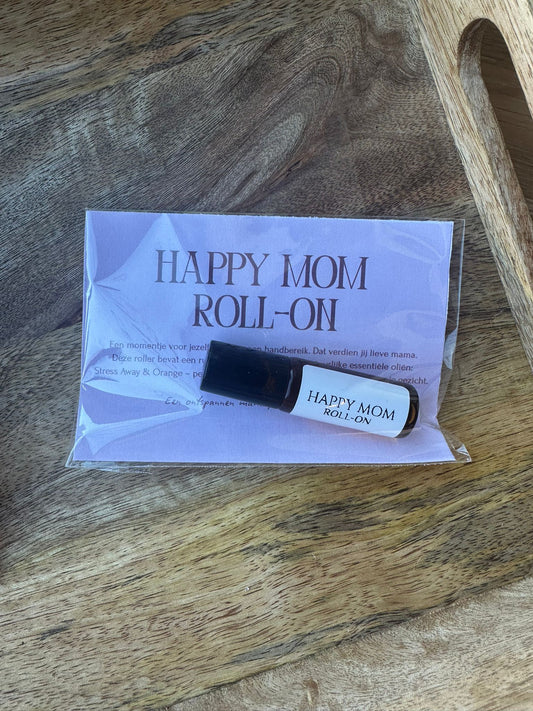 HAPPY MOM
ROLL-ON
Een momentje voor jezelf handbereik. Dat verdien jij lieve mama.
Deze roller bevat een essentiële oliën:
Stress Away & Orange –
Een ontspannen
HAPPY MOM
ROLL-ON